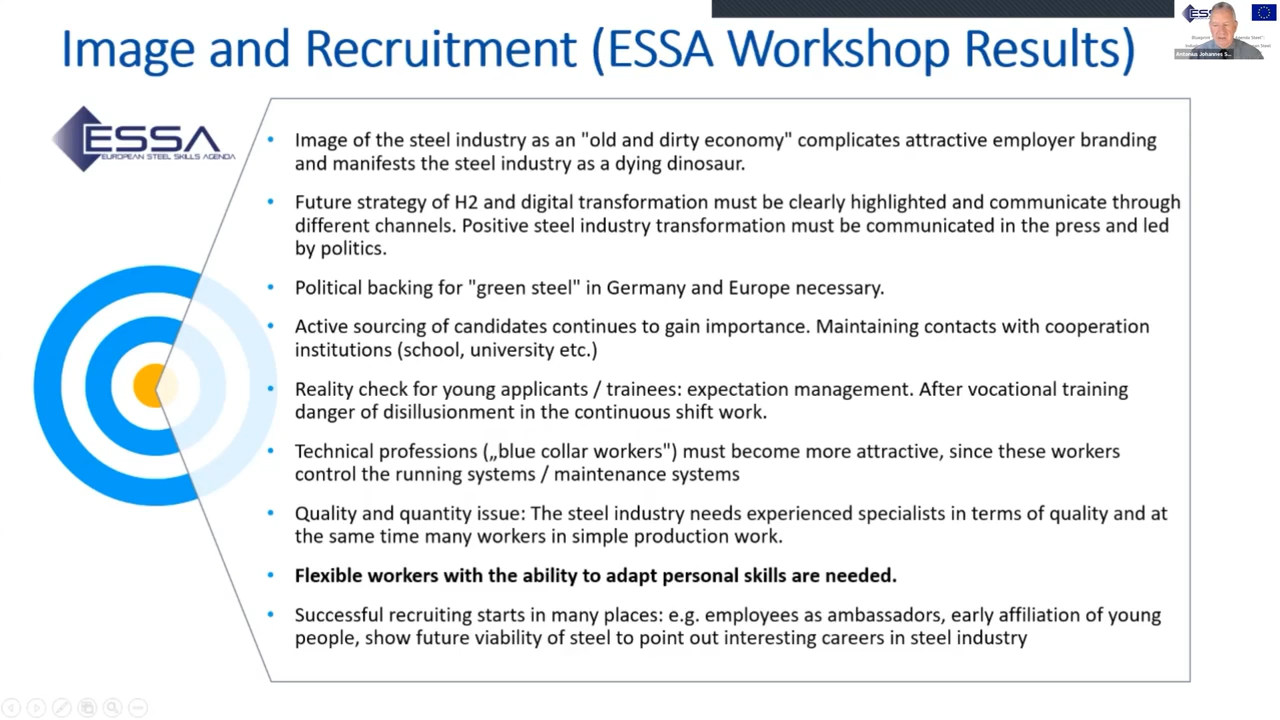 Image and Recruitment (ESSA Workshop Results)
ESSA
EUROPEAN STEEL SKILLS AGENDA
• Image of the steel industry as an "old and dirty economy" complicates attractive employer branding
and manifests the steel industry as a dying dinosaur.
• Future strategy of H2 and digital transformation must be clearly highlighted and communicate through
different channels. Positive steel industry transformation must be communicated in the press and led
by politics.
• Political backing for "green steel" in Germany and Europe necessary.
• Active sourcing of candidates continues to gain importance. Maintaining contacts with cooperation
institutions (school, university etc.)
• Reality check for young applicants / trainees: expectation management. After vocational training
danger of disillusionment in the continuous shift work.
• Technical professions („blue collar workers") must become more attractive, since these workers
control the running systems / maintenance systems
• Quality and quantity issue: The steel industry needs experienced specialists in terms of quality and at
the same time many workers in simple production work.
• Flexible workers with the ability to adapt personal skills are needed.
• Successful recruiting starts in many places: e.g. employees as ambassadors, early affiliation of young
people, show future viability of steel to point out interesting careers in steel industry
Antonius Johannes S...